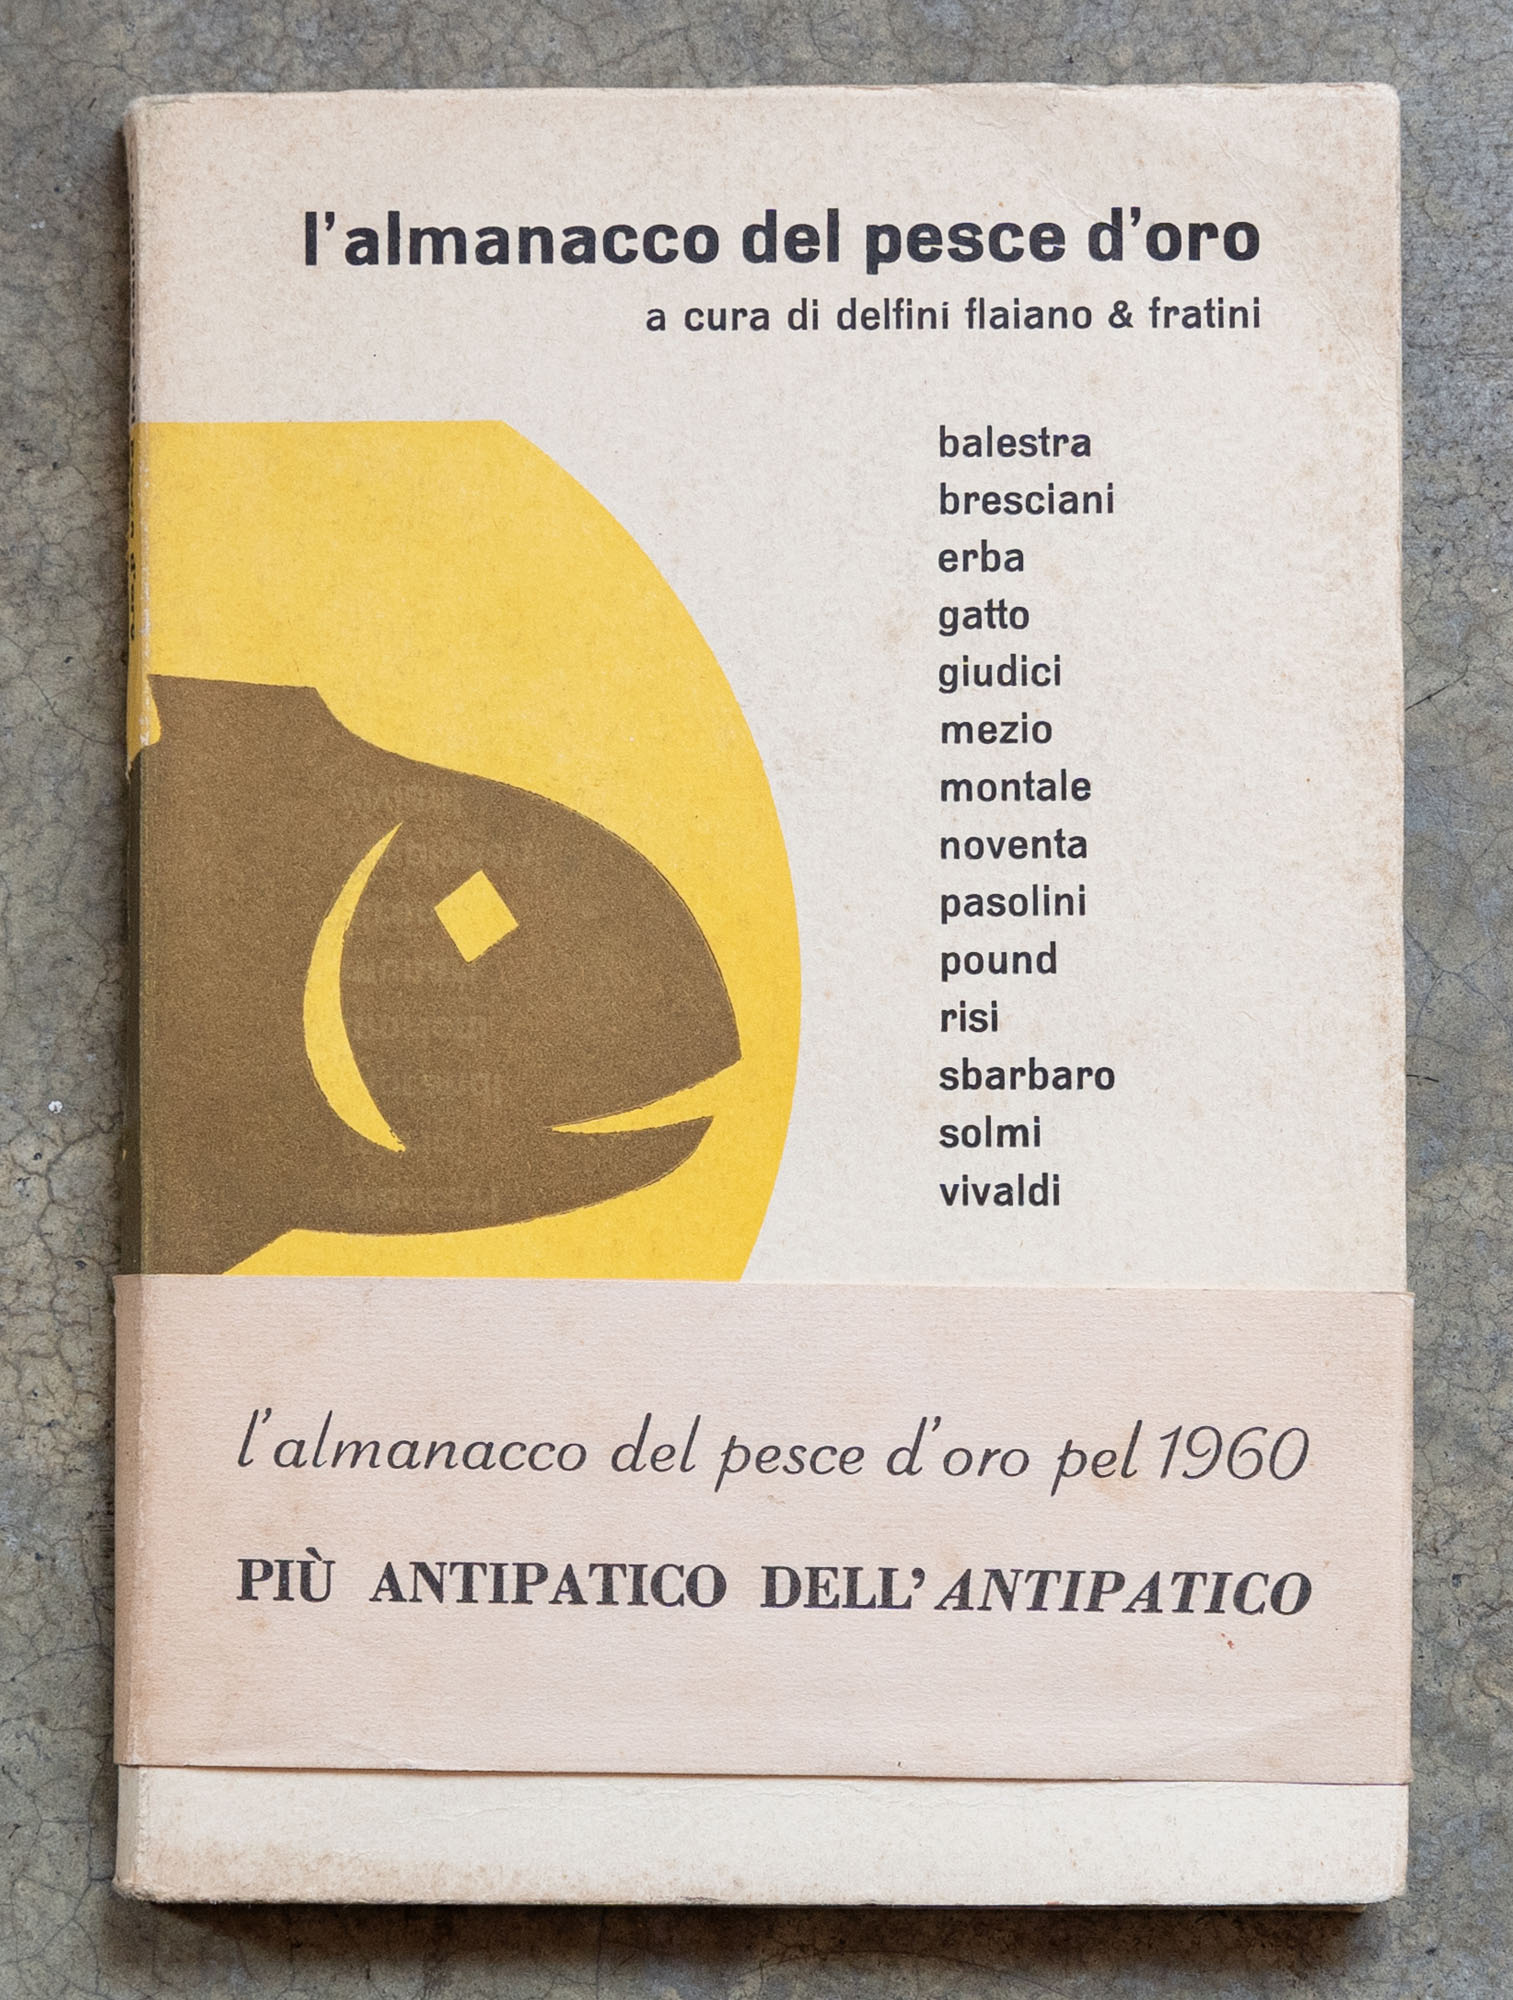 l'almanacco del pesce d'oro
a cura di delfini flaiano & fratini
balestra
bresciani
erba
gatto
giudici
mezio
montale
noventa
pasolini
pound
risi
sbarbaro
solmi
vivaldi
l'almanacco del pesce d'oro pel 1960
PIÙ ANTIPATICO DELL'ANTIPATICO